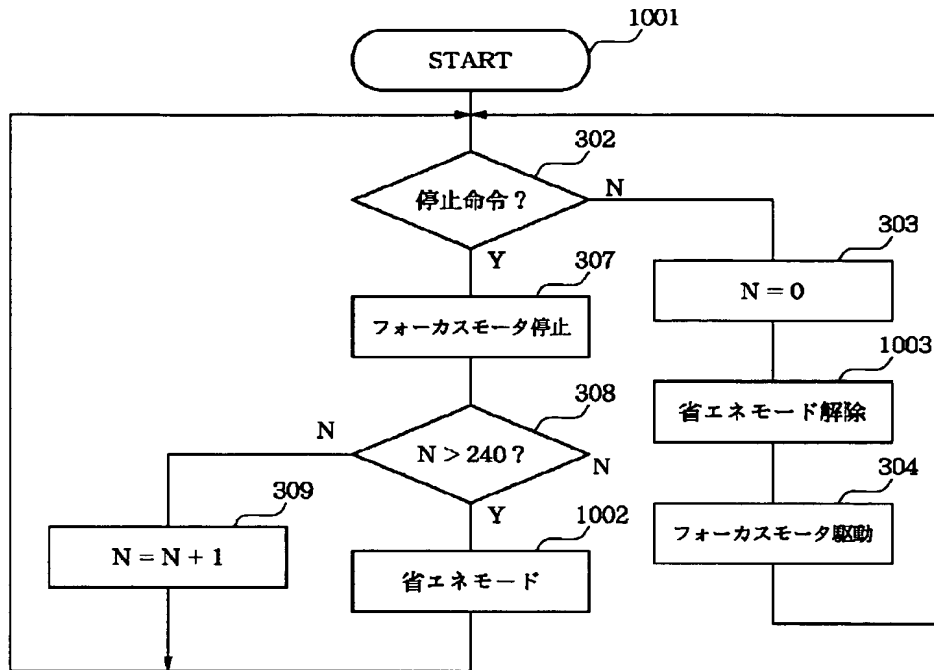 1001
START
302
停止命令?
N
Y
303
N = 0
307
フォーカスモータ停止
1003
省エネモード解除
308
N
N > 240 ?
N
Y
304
フォーカスモータ駆動
309
N = N + 1
1002
省エネモード